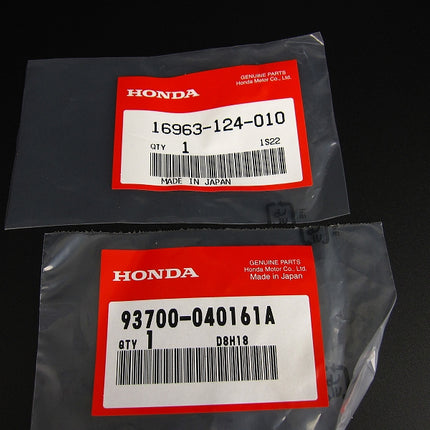 GENUINE PARTS
Honda Motor Co., Ltd.
HONDA
16963-124-010
QTY 1 1S22
MADE IN JAPAN
GENUINE PARTS
Honda Motor Co., Ltd.
Made in Japan
HONDA
93700-040161A
QTY 1 D8H18